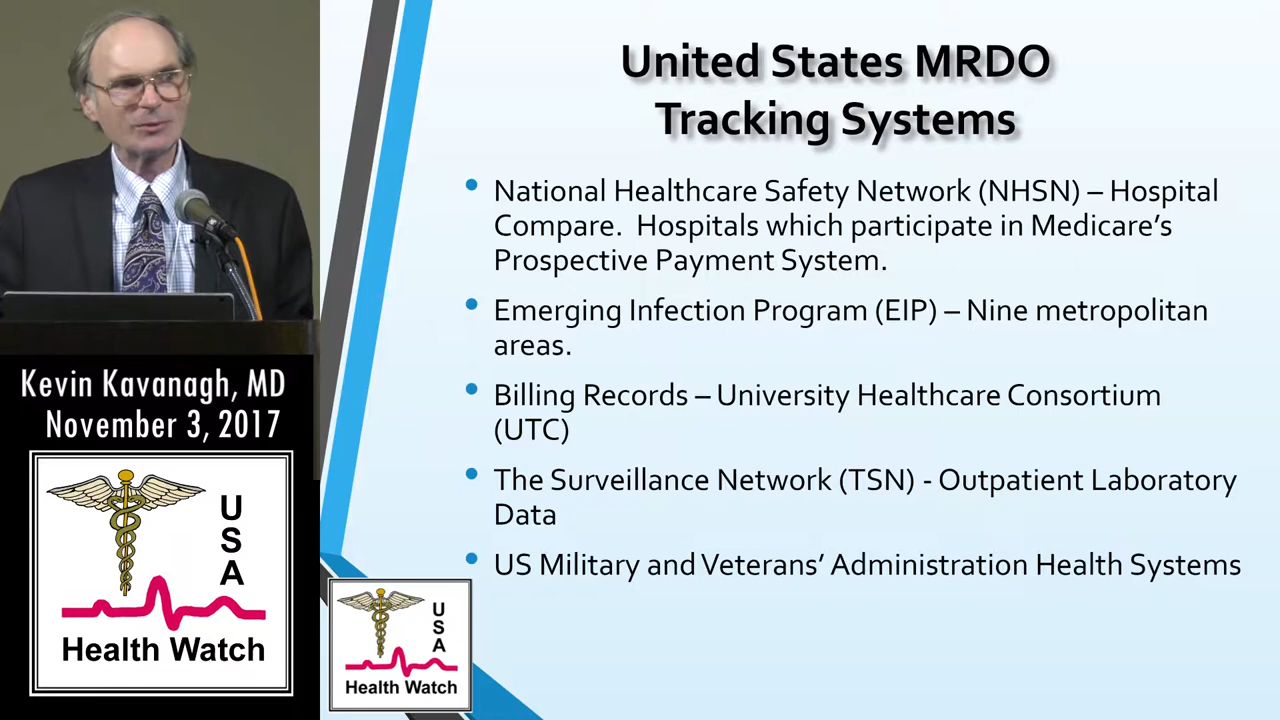 United States MRDO
Tracking Systems
• National Healthcare Safety Network (NHSN) – Hospital
Compare. Hospitals which participate in Medicare’s
Prospective Payment System.
• Emerging Infection Program (EIP) – Nine metropolitan
areas.
• Billing Records – University Healthcare Consortium
(UTC)
• The Surveillance Network (TSN) - Outpatient Laboratory
Data
• US Military and Veterans’ Administration Health Systems
Kevin Kavanagh, MD
November 3, 2017
USA
Health Watch
USA
Health Watch